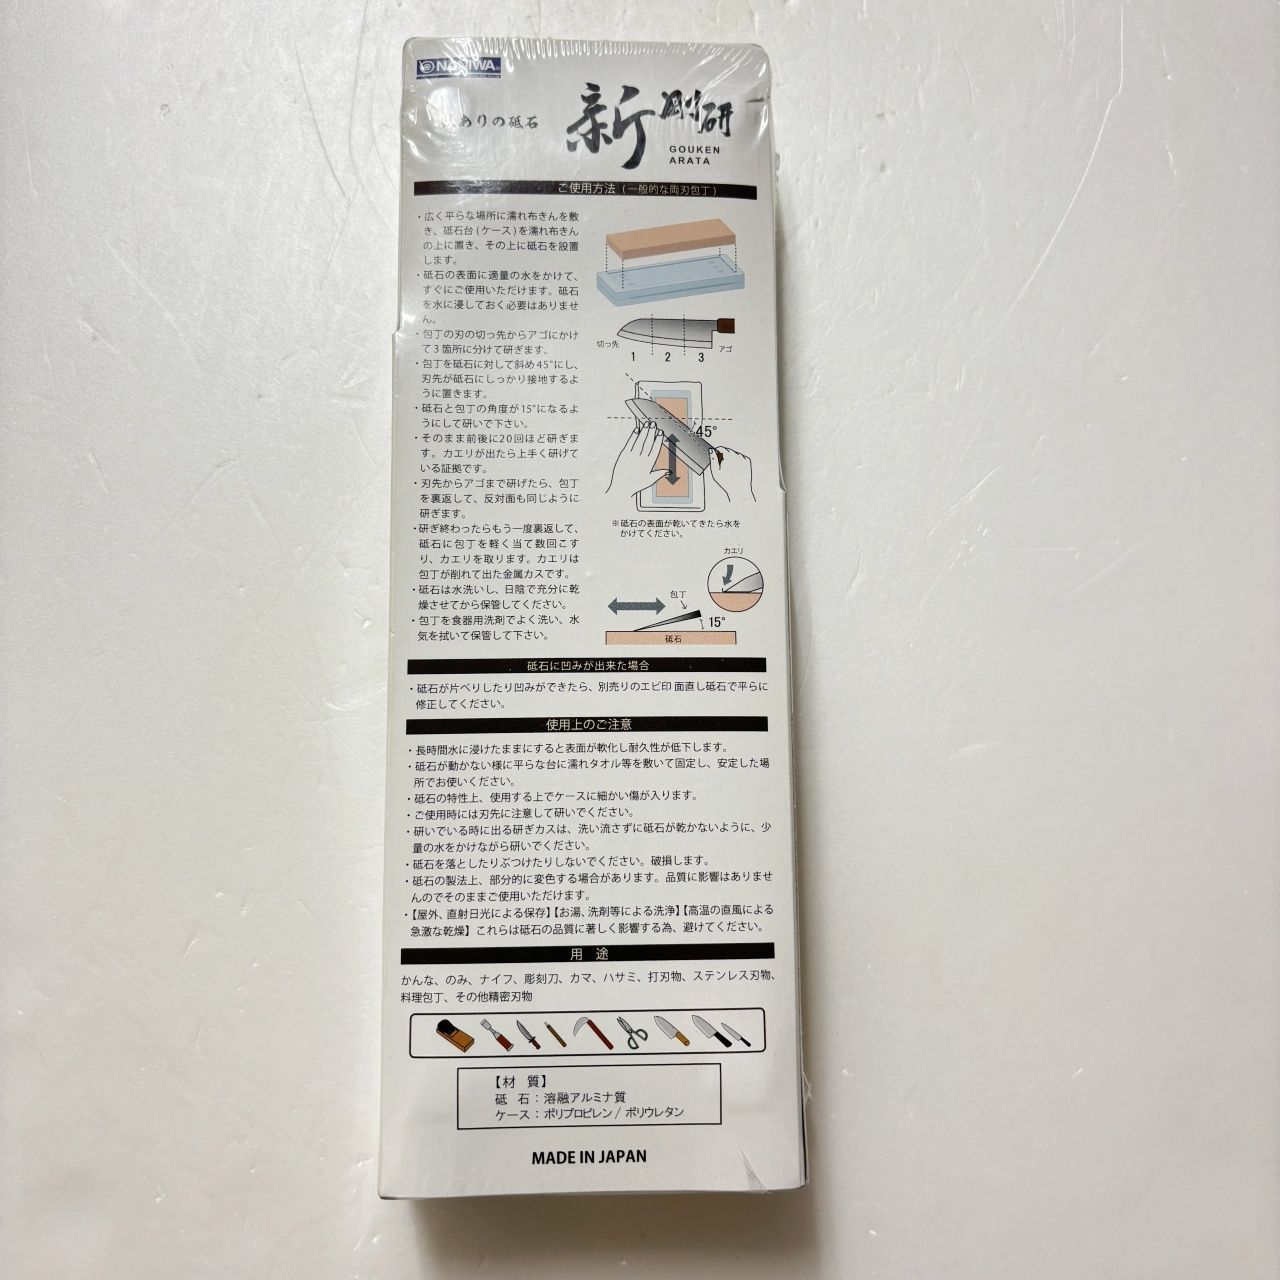 NANIWA
ありの砥石
新 剛研
GOUKEN
ARATA
ご使用方法 (一般的な両刃包丁)
・広く平らな場所に濡れ布きんを敷
き、砥石台(ケース)を濡れ布きん
の上に置き、その上に砥石を設置
します。
・砥石の表面に適量の水をかけて、
すぐにご使用いただけます。砥石
を水に浸しておく必要はありませ
ん。
・包丁の刃の切っ先からアゴにかけ
て3箇所に分けて研ぎます。
・包丁を砥石に対して斜め45°にし、
刃先が砥石にしっかり接地するよ
うに置きます。
・砥石と包丁の角度が15°になるよ
うにして研いで下さい。
・そのまま前後に20回ほど研ぎま
す。カエリが出たら上手く研げて
いる証拠です。
・刃先からアゴまで研げたら、包丁
を裏返して、反対面も同じように
研ぎます。
・研ぎ終わったらもう一度裏返して、
砥石に包丁を軽く当て数回こす
り、カエリを取ります。カエリは
包丁が削れて出た金属カスです。
・砥石は水洗いし、日陰で充分に乾
燥させてから保管してください。
・包丁を食器用洗剤でよく洗い、水
気を拭いて保管して下さい。
切っ先
アゴ
1 2 3
45°
※砥石の表面が乾いてきたら水を
かけてください。
カエリ
包丁
15°
砥石
砥石に凹みが出来た場合
・砥石が片べりしたり凹みができたら、別売りのエビ印 面直し砥石で平らに
修正してください。
使用上のご注意
・長時間水に浸けたままにすると表面が軟化し耐久性が低下します。
・砥石が動かない様に平らな台に濡れタオル等を敷いて固定し、安定した場
所でお使いください。
・砥石の特性上、使用する上でケースに細かい傷が入ります。
・ご使用時には刃先に注意して研いでください。
・研いでいる時に出る研ぎカスは、洗い流さずに砥石が乾かないように、少
量の水をかけながら研いでください。
・砥石を落としたりぶつけたりしないでください。破損します。
・砥石の製法上、部分的に変色する場合があります。品質に影響はありませ
んのでそのままご使用いただけます。
・【屋外、直射日光による保存】【お湯、洗剤等による洗浄】【高温の直風による
急激な乾燥】これらは砥石の品質に著しく影響する為、避けてください。
用 途
かんな、のみ、ナイフ、彫刻刀、カマ、ハサミ、打刃物、ステンレス刃物、
料理包丁、その他精密刃物
【材 質】
砥 石：溶融アルミナ質
ケース：ポリプロピレン / ポリウレタン
MADE IN JAPAN